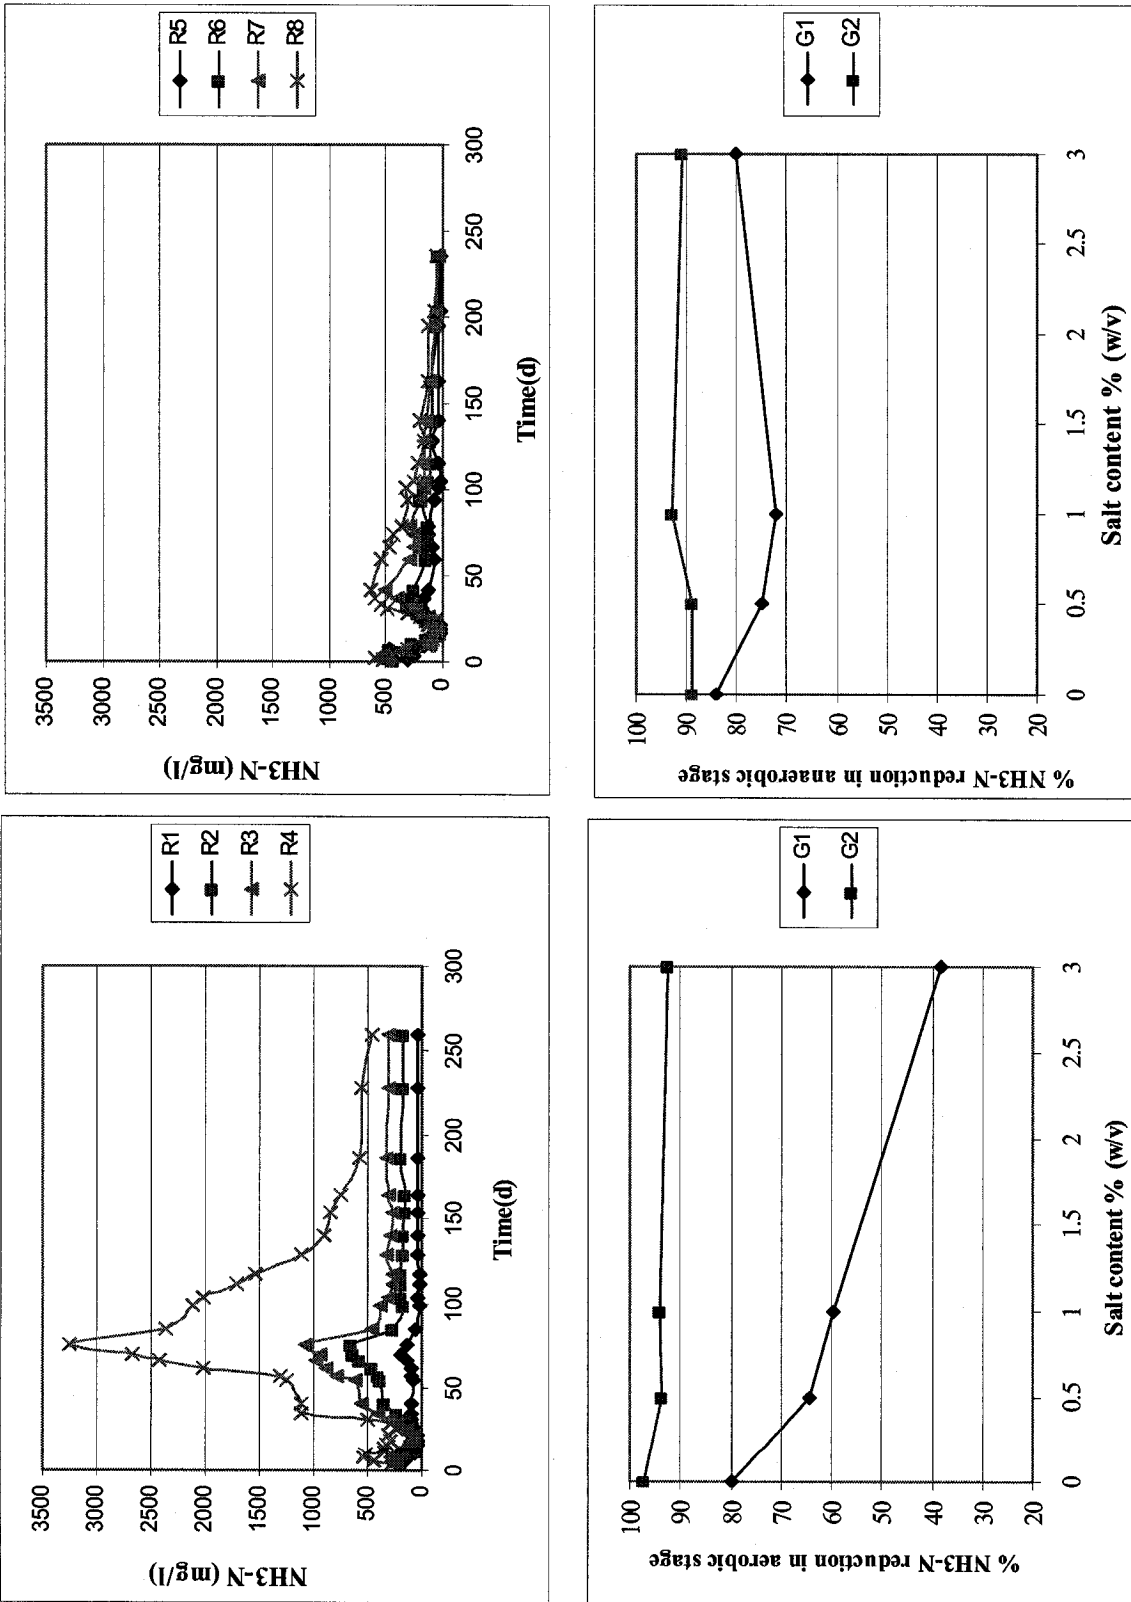 NH3-N (mg/l)
3500
3000
2500
2000
1500
1000
500
0
0 50 100 150 200 250 300
Time(d)
R1
R2
R3
R4
NH3-N (mg/l)
3500
3000
2500
2000
1500
1000
500
0
0 50 100 150 200 250 300
Time(d)
R5
R6
R7
R8
% NH3-N reduction in aerobic stage
100
90
80
70
60
50
40
30
20
0 0.5 1 1.5 2 2.5 3
Salt content % (w/v)
G1
G2
% NH3-N reduction in anaerobic stage
100
90
80
70
60
50
40
30
20
0 0.5 1 1.5 2 2.5 3
Salt content % (w/v)
G1
G2